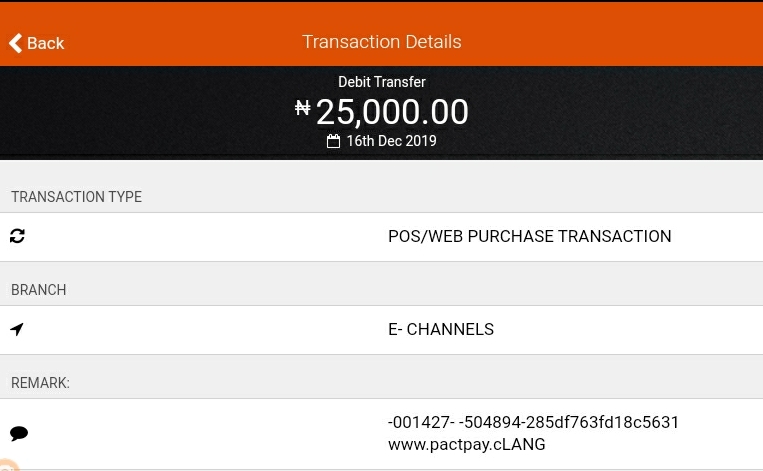 Back
Transaction Details
Debit Transfer
₦25,000.00
16th Dec 2019
TRANSACTION TYPE
POS/WEB PURCHASE TRANSACTION
BRANCH
E- CHANNELS
REMARK:
-001427- -504894-285df763fd18c5631
www.pactpay.cLANG